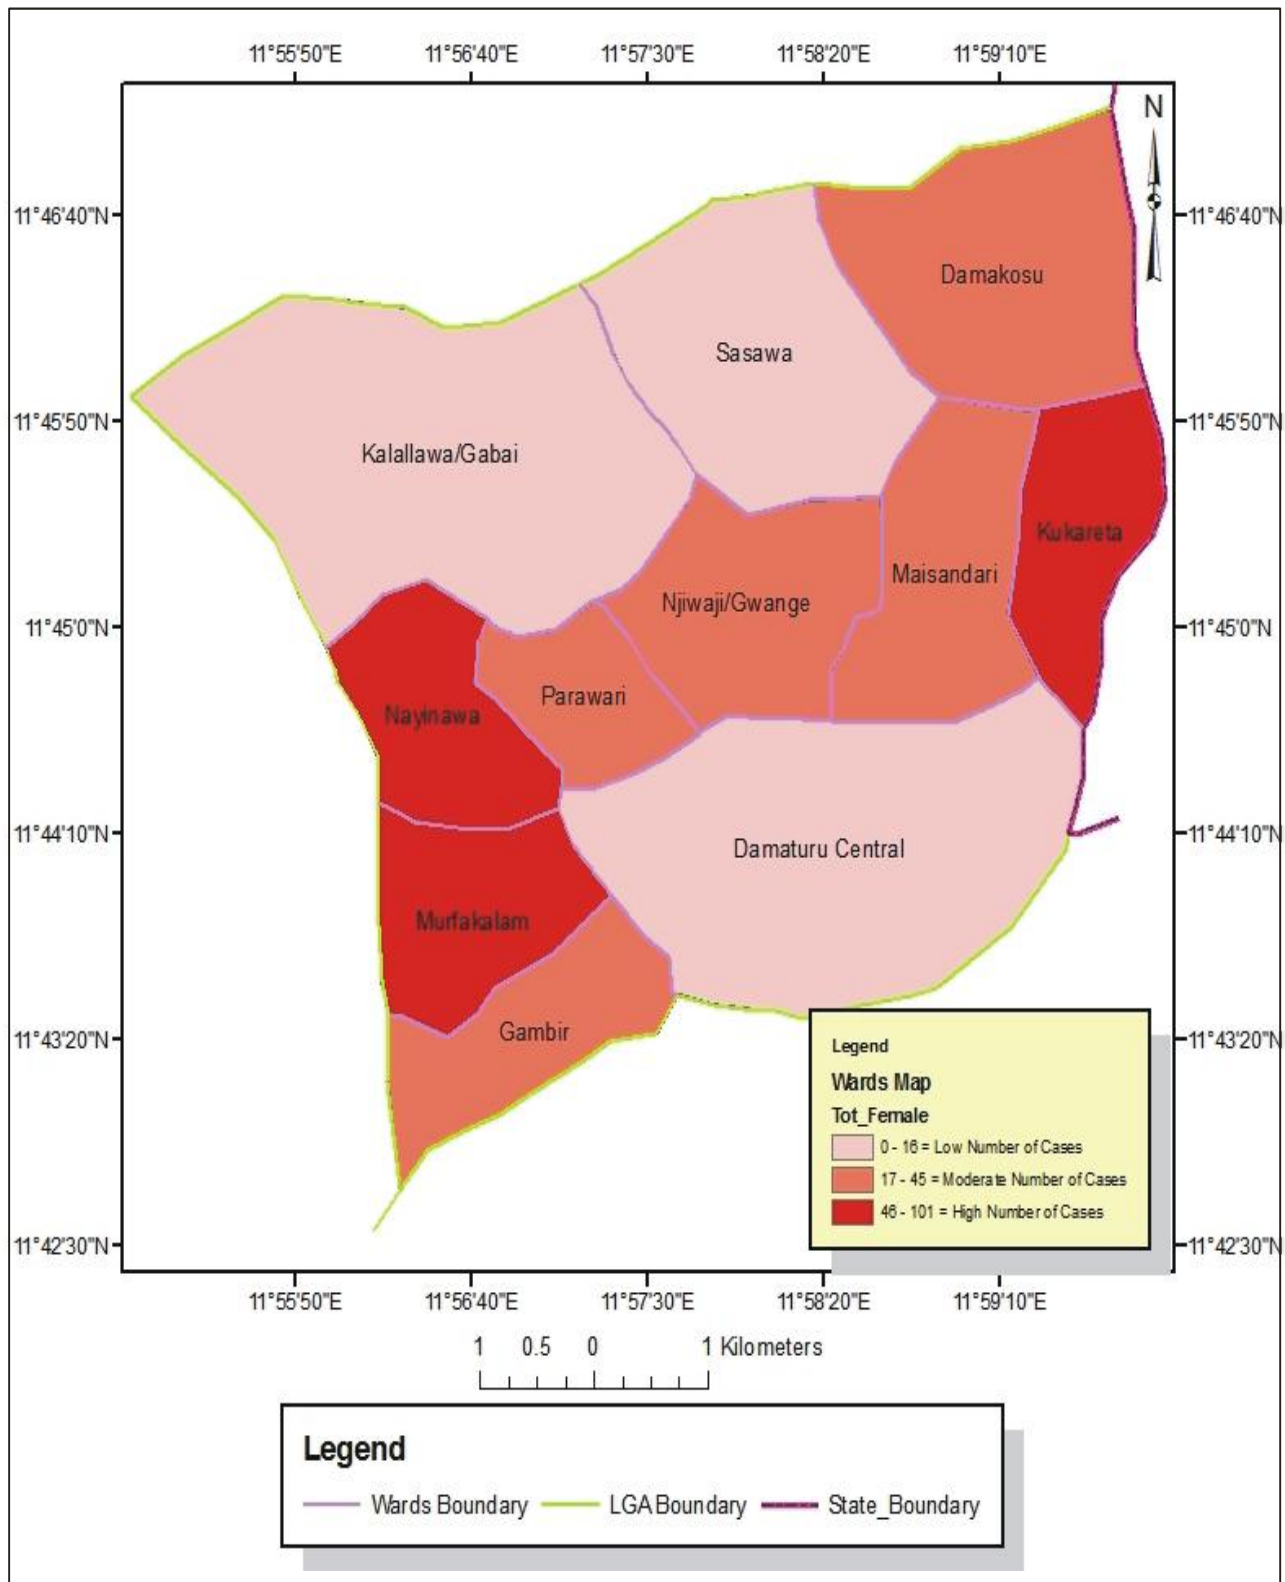 11°55'50"E 11°56'40"E 11°57'30"E 11°58'20"E 11°59'10"E
N
11°46'40"N 11°46'40"N
Damakosu
Sasawa
11°45'50"N 11°45'50"N
Kalallawa/Gabai
Kukareta
Maisandari
Njiwaji/Gwange
11°45'0"N 11°45'0"N
Parawari
Nayinawa
11°44'10"N 11°44'10"N
Damaturu Central
Murfakalam
Gambir
11°43'20"N 11°43'20"N
Legend
Wards Map
Tot_Female
0 - 16 = Low Number of Cases
17 - 45 = Moderate Number of Cases
46 - 101 = High Number of Cases
11°42'30"N 11°42'30"N
11°55'50"E 11°56'40"E 11°57'30"E 11°58'20"E 11°59'10"E
1 0.5 0 1 Kilometers
Legend
Wards Boundary LGA Boundary State_Boundary